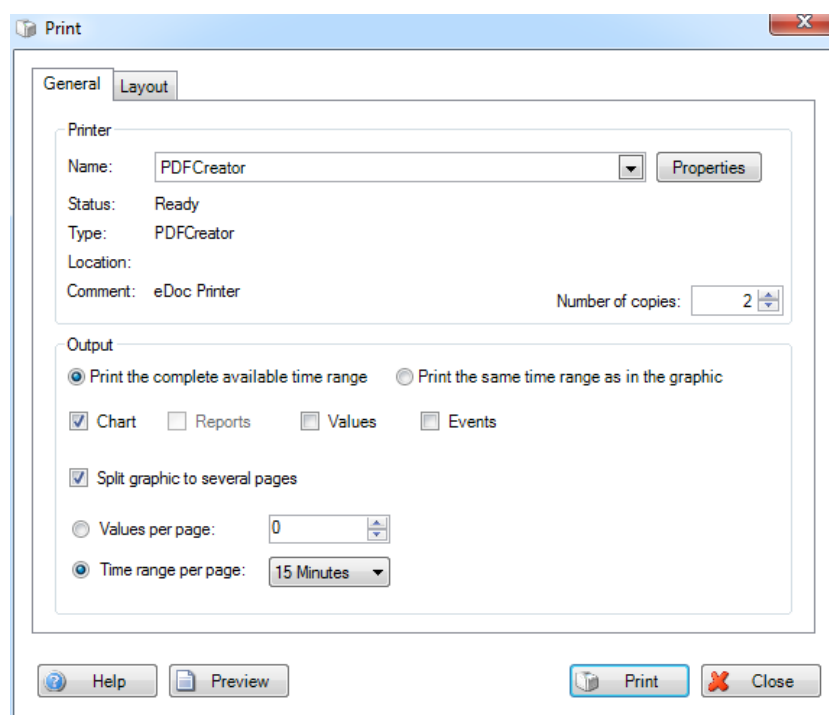 Print
General Layout
Printer
Name: PDFCreator Properties
Status: Ready
Type: PDFCreator
Location:
Comment: eDoc Printer
Number of copies: 2
Output
Print the complete available time range Print the same time range as in the graphic
Chart Reports Values Events
Split graphic to several pages
Values per page: 0
Time range per page: 15 Minutes
Help Preview Print Close